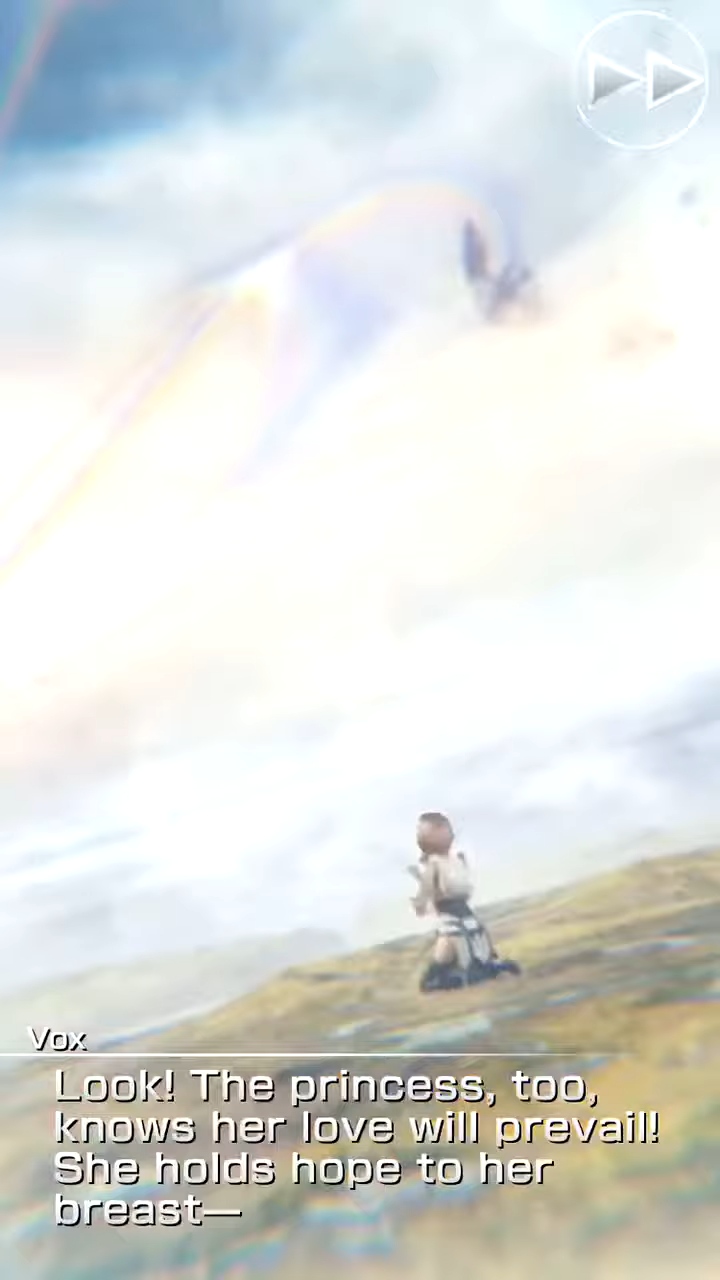 Vox
Look! The princess, too,
knows her love will prevail!
She holds hope to her
breast—